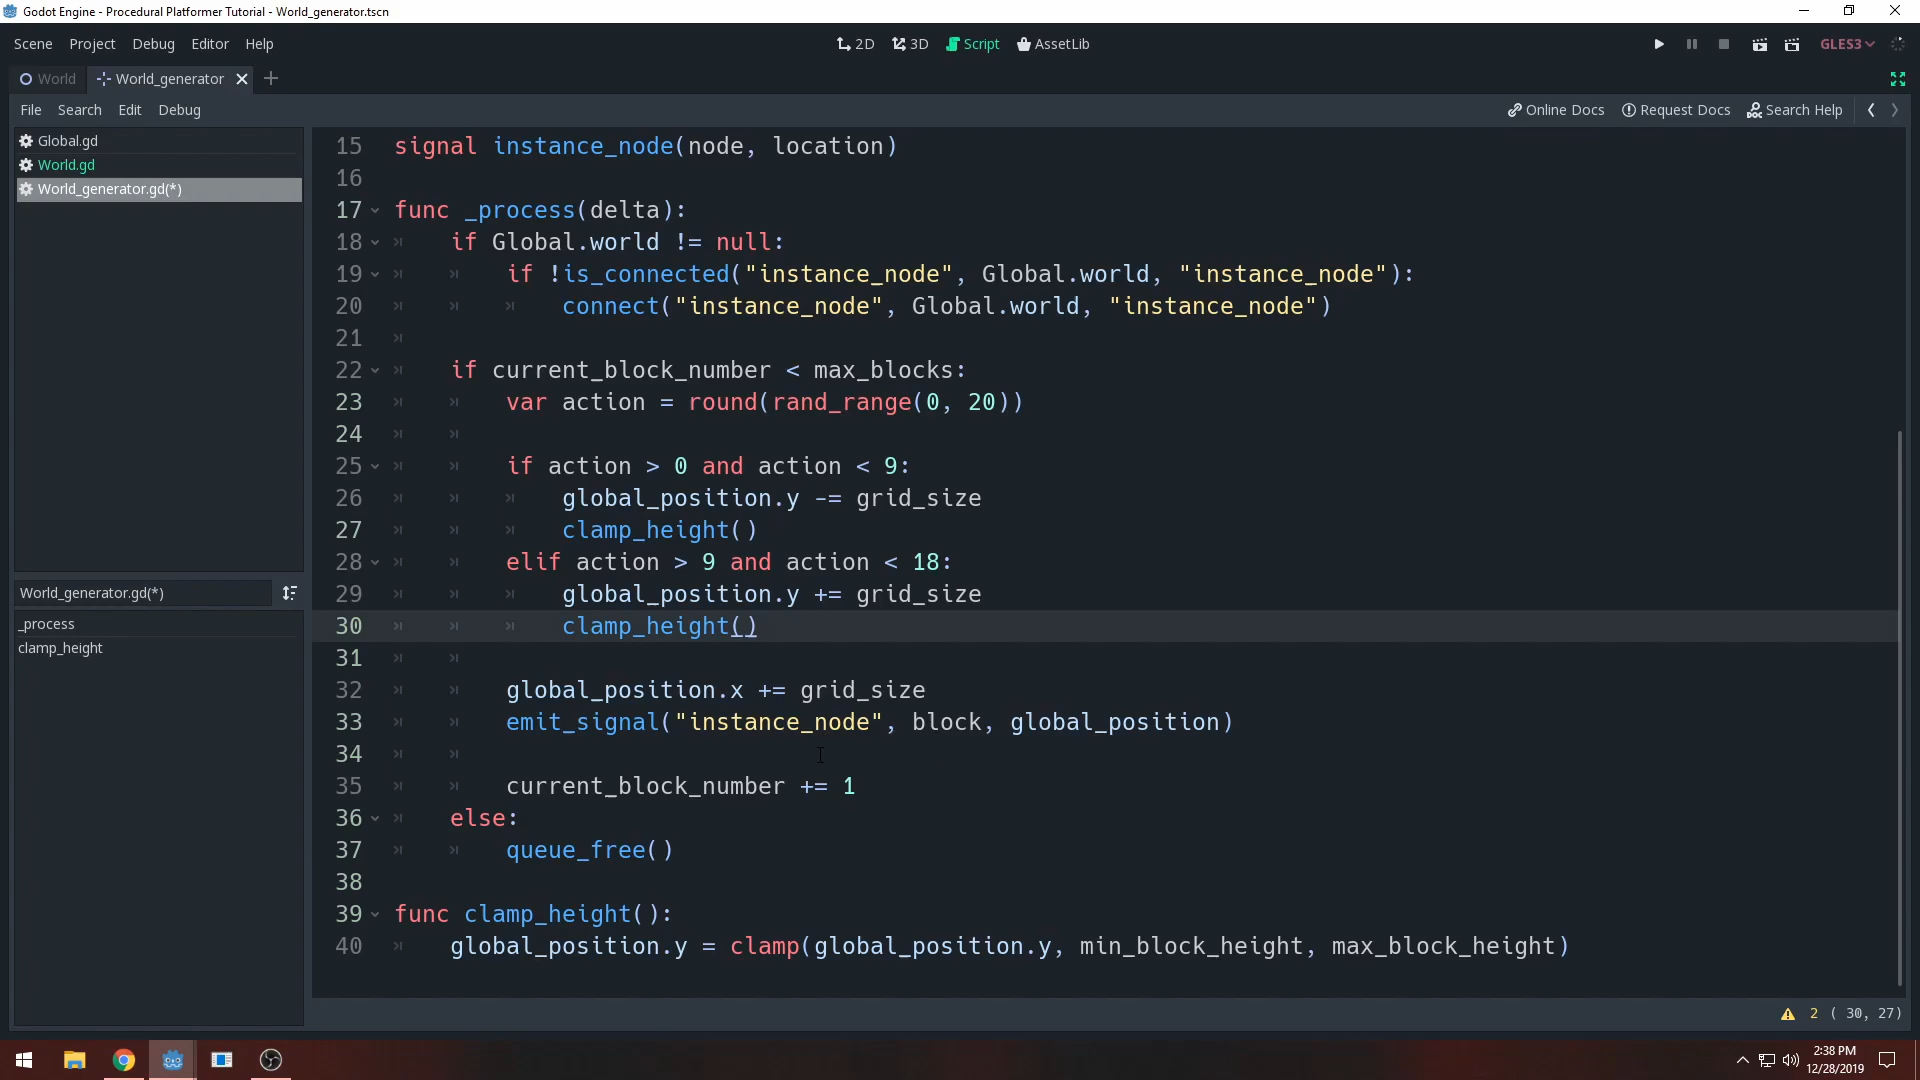 Godot Engine - Procedural Platformer Tutorial - World_generator.tscn
Scene Project Debug Editor Help
2D 3D Script AssetLib
GLES3
World World_generator
File Search Edit Debug
Online Docs Request Docs Search Help
Global.gd
World.gd
World_generator.gd(*)
World_generator.gd(*)
_process
clamp_height
15 signal instance_node(node, location)
16
17 func _process(delta):
18 if Global.world != null:
19 if !is_connected("instance_node", Global.world, "instance_node"):
20 connect("instance_node", Global.world, "instance_node")
21
22 if current_block_number < max_blocks:
23 var action = round(rand_range(0, 20))
24
25 if action > 0 and action < 9:
26 global_position.y -= grid_size
27 clamp_height()
28 elif action > 9 and action < 18:
29 global_position.y += grid_size
30 clamp_height()
31
32 global_position.x += grid_size
33 emit_signal("instance_node", block, global_position)
34
35 current_block_number += 1
36 else:
37 queue_free()
38
39 func clamp_height():
40 global_position.y = clamp(global_position.y, min_block_height, max_block_height)
2 ( 30, 27)
2:38 PM
12/28/2019